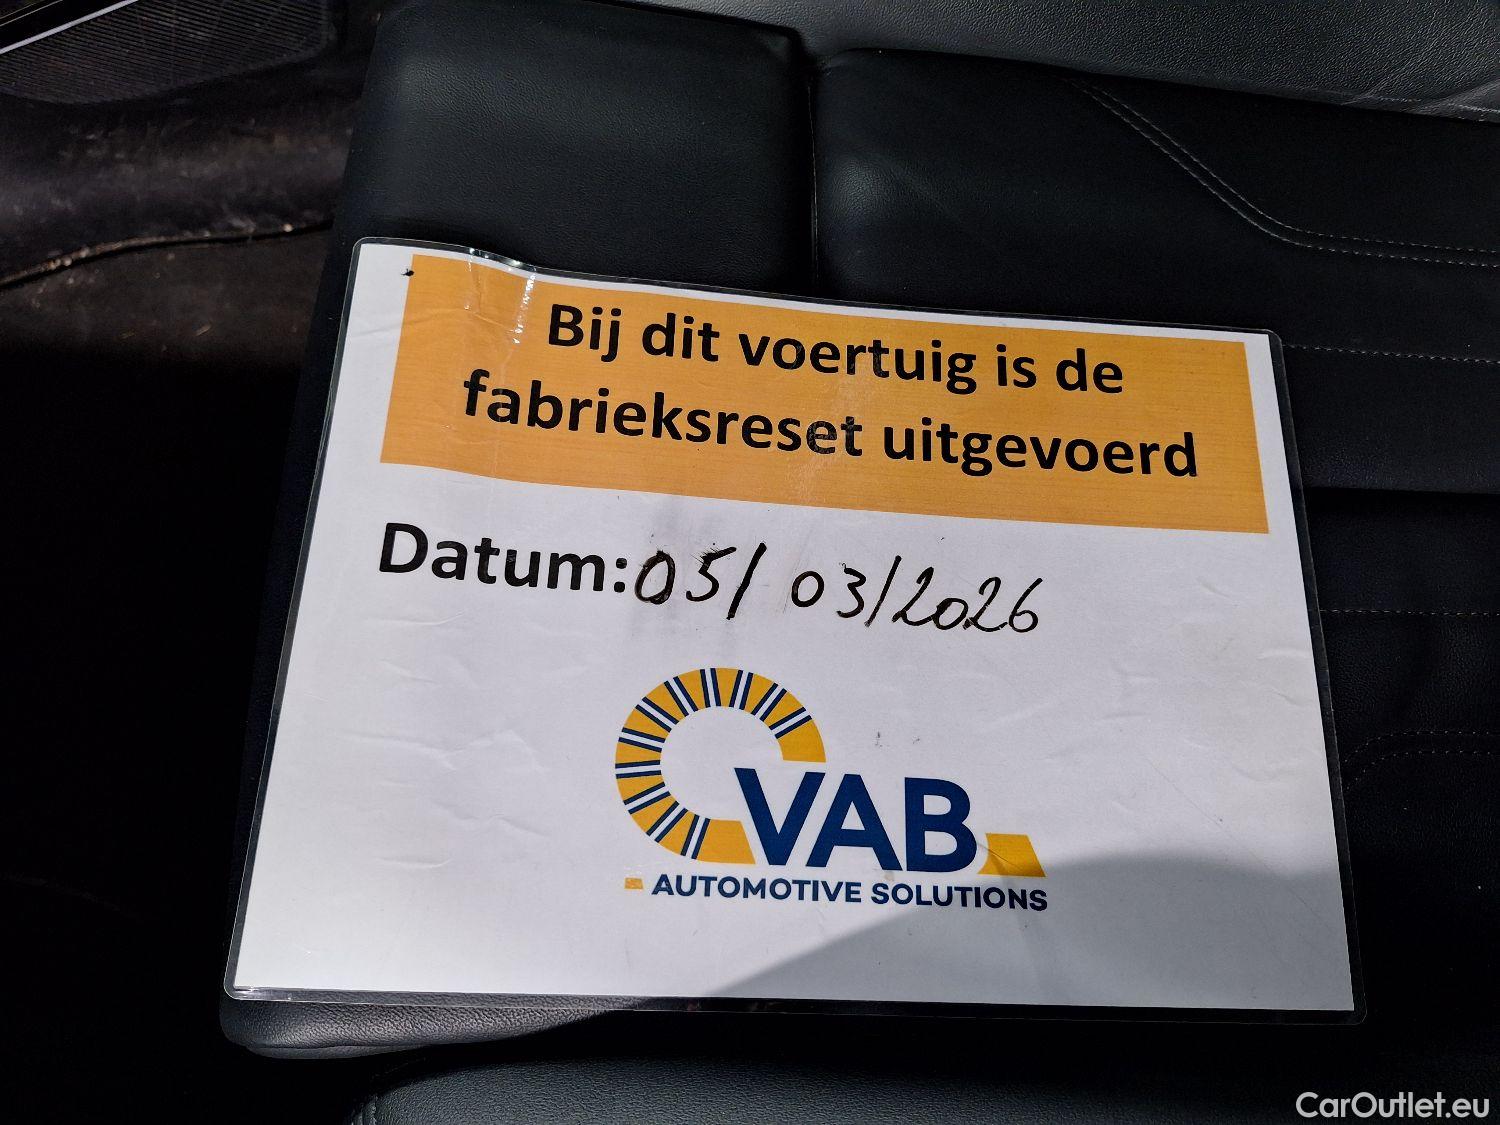 Bij dit voertuig is de
fabrieksreset uitgevoerd
Datum: 05/03/2026
VAB
AUTOMOTIVE SOLUTIONS
CarOutlet.eu